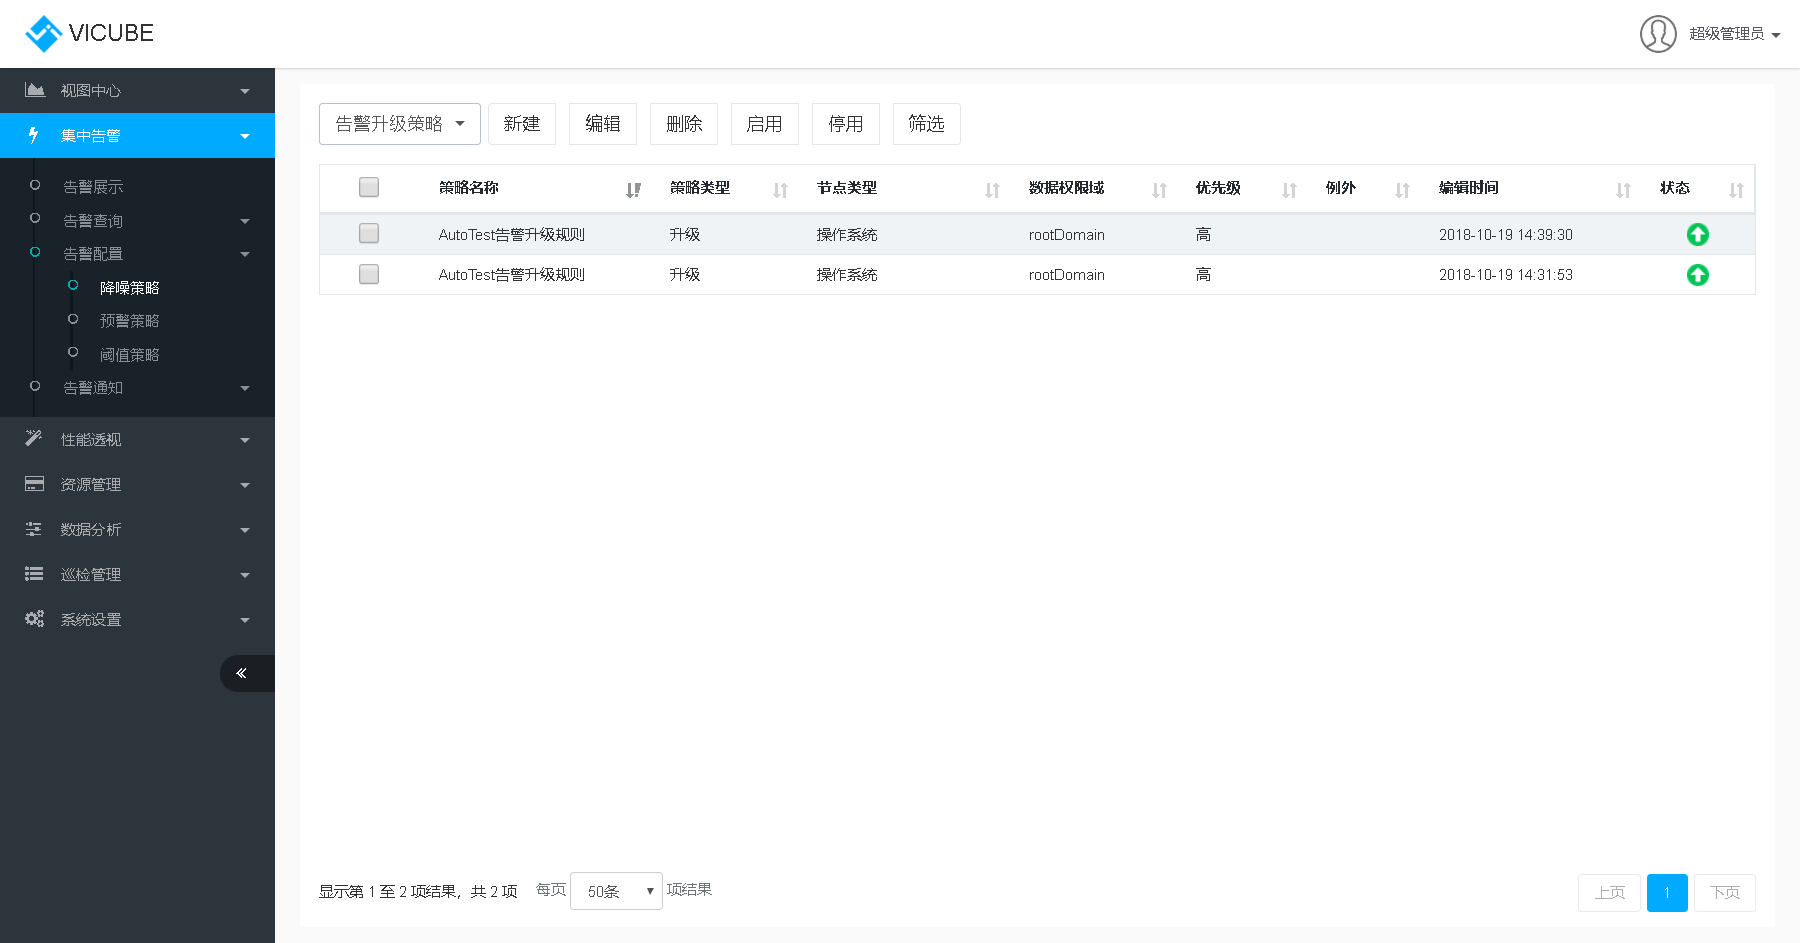 VICUBE
超级管理员
视图中心
集中告警
告警展示
告警查询
告警配置
降噪策略
预警策略
阈值策略
告警通知
性能透视
资源管理
数据分析
巡检管理
系统设置
告警升级策略 新建 编辑 删除 启用 停用 筛选
策略名称 策略类型 节点类型 数据权限域 优先级 例外 编辑时间 状态
AutoTest告警升级规则 升级 操作系统 rootDomain 高 2018-10-19 14:39:30
AutoTest告警升级规则 升级 操作系统 rootDomain 高 2018-10-19 14:31:53
显示第 1 至 2 项结果，共 2 项 每页 50条 项结果
上页 1 下页